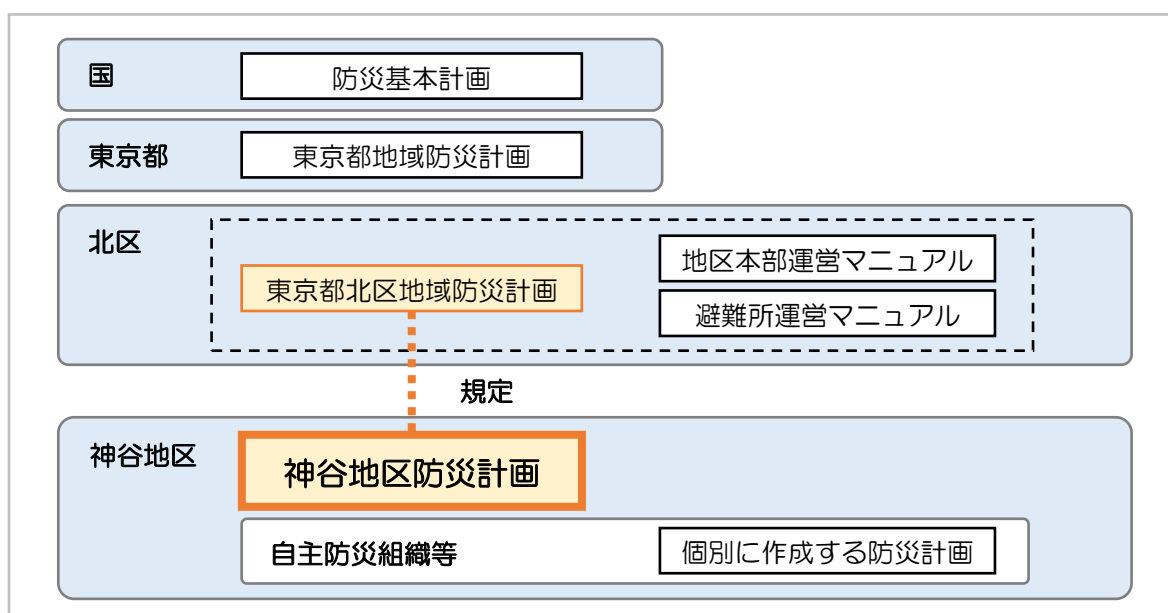 国
防災基本計画
東京都
東京都地域防災計画
北区
東京都北区地域防災計画
地区本部運営マニュアル
避難所運営マニュアル
規定
神谷地区
神谷地区防災計画
自主防災組織等
個別に作成する防災計画